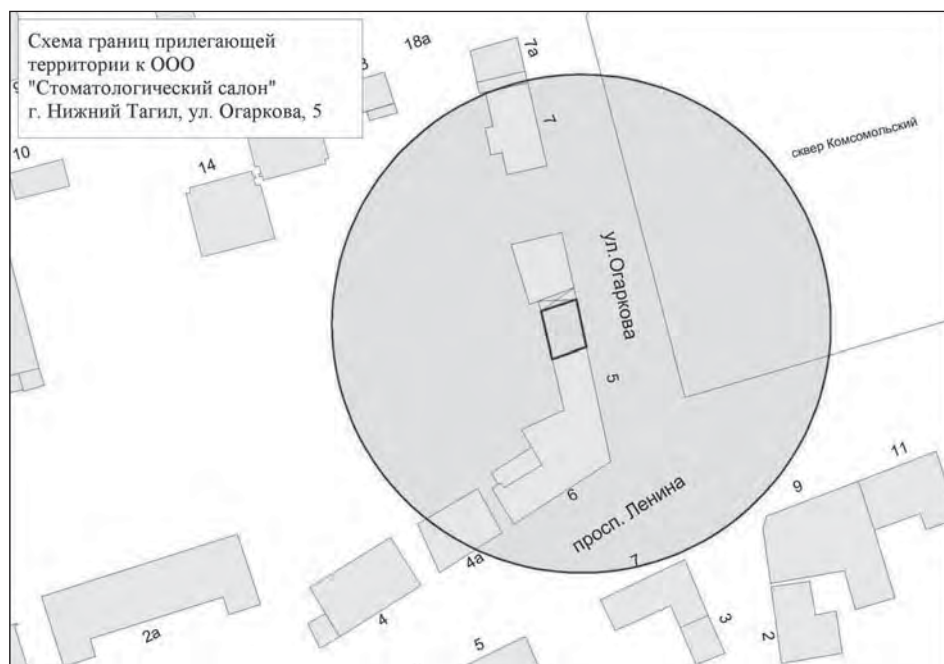 Схема границ прилегающей
территории к ООО
"Стоматологический салон"
г. Нижний Тагил, ул. Огаркова, 5
18а
7а
7
10
14
сквер Комсомольский
ул.Огаркова
5
6
просп. Ленина
7
4а
4
2а
5
3
2
9
11